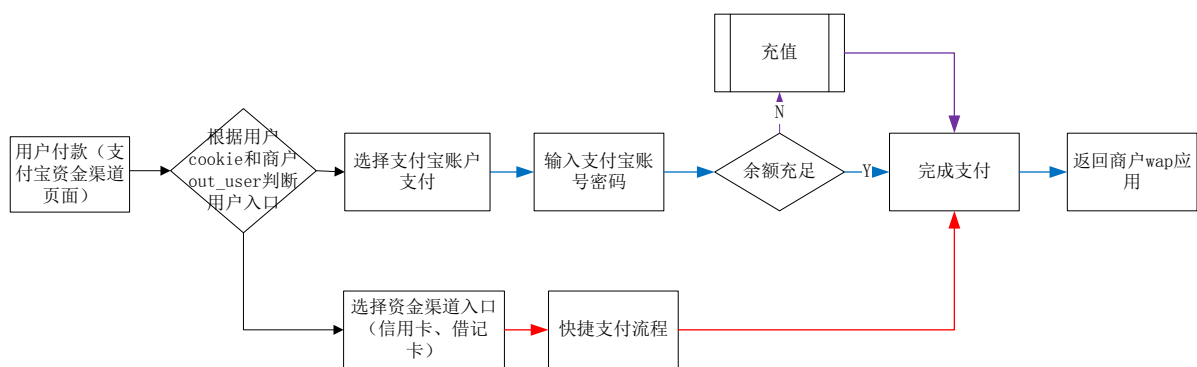 充值
N
用户付款（支
付宝资金渠道
页面）
根据用户
cookie和商户
out_user判断
用户入口
选择支付宝账户
支付
输入支付宝账
号密码
余额充足
Y
完成支付
返回商户wap应
用
选择资金渠道入口
（信用卡、借记
卡）
快捷支付流程